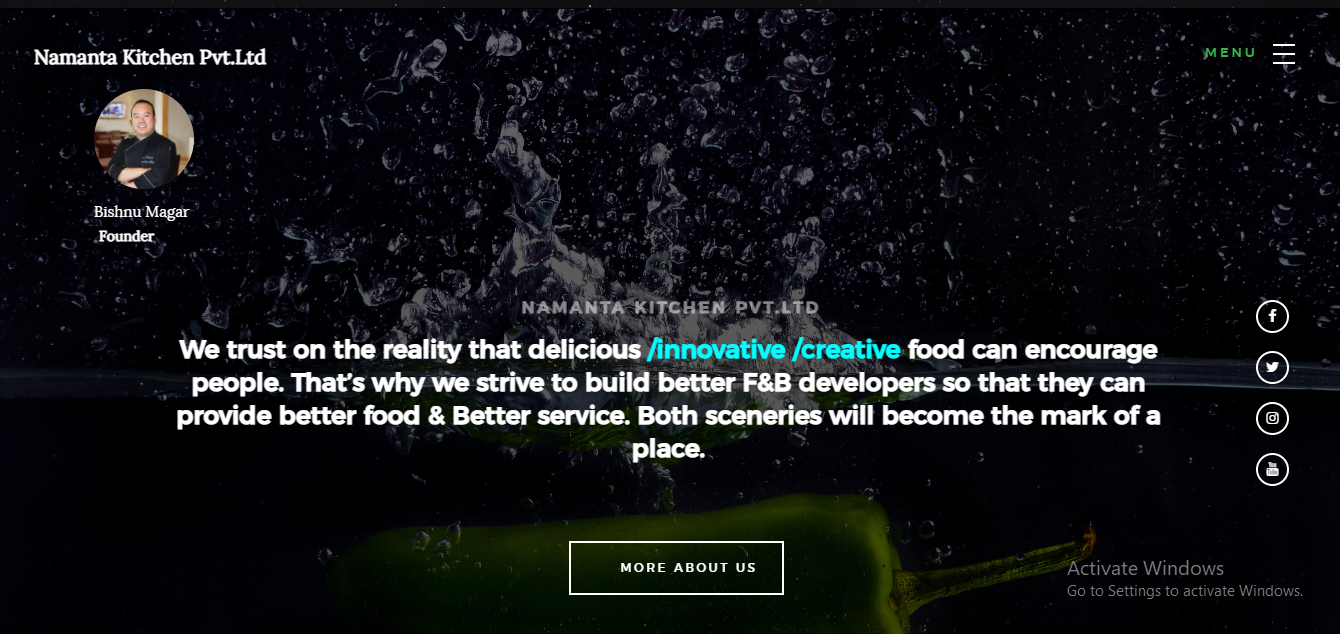 Namanta Kitchen Pvt.Ltd
MENU
Bishnu Magar
Founder
NAMANTA KITCHEN PVT.LTD
We trust on the reality that delicious /innovative /creative food can encourage
people. That's why we strive to build better F&B developers so that they can
provide better food & Better service. Both sceneries will become the mark of a
place.
MORE ABOUT US
Activate Windows
Go to Settings to activate Windows.